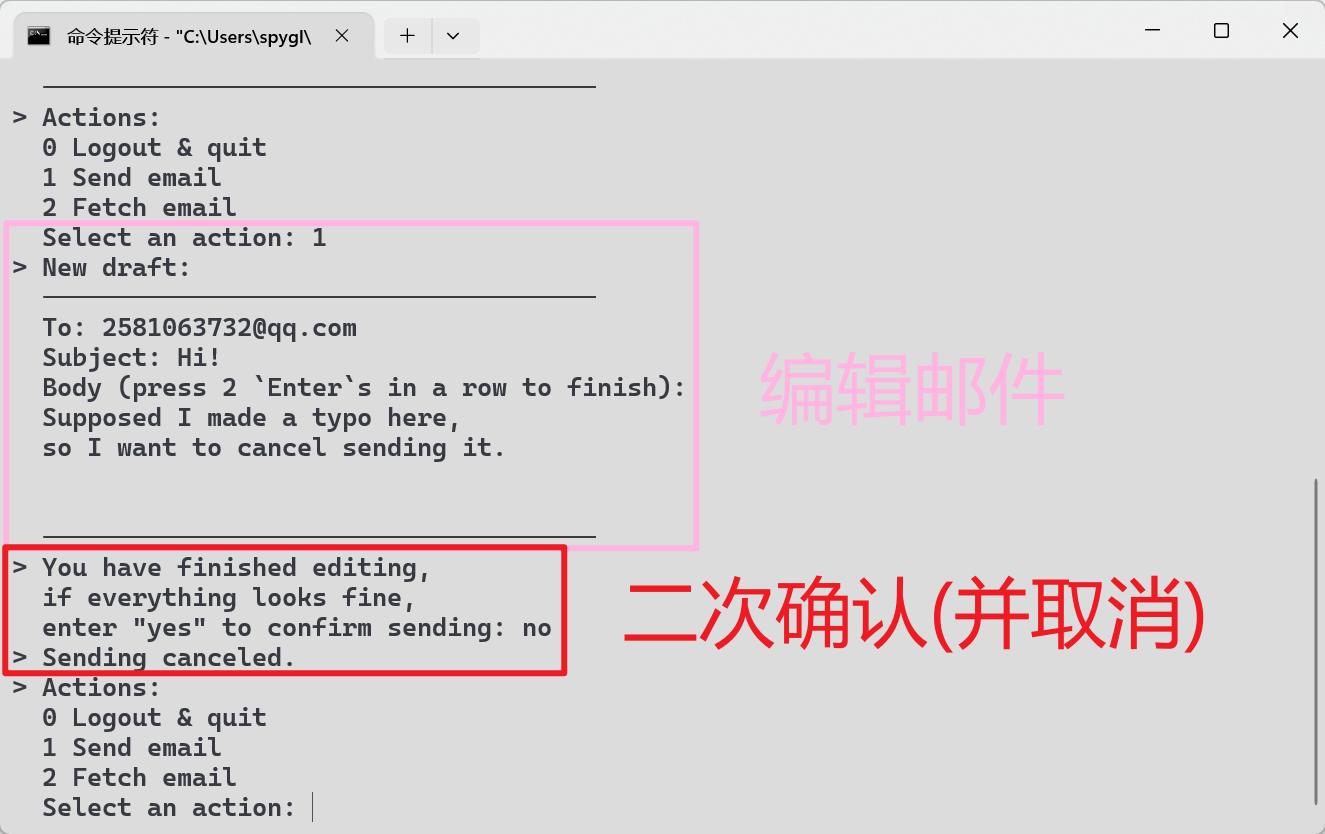 命令提示符 - "C:\Users\spygl\
> Actions:
0 Logout & quit
1 Send email
2 Fetch email
Select an action: 1
> New draft:
To: 2581063732@qq.com
Subject: Hi!
Body (press 2 `Enter`s in a row to finish):
Supposed I made a typo here,
so I want to cancel sending it.
编辑邮件
> You have finished editing,
if everything looks fine,
enter "yes" to confirm sending: no
> Sending canceled.
二次确认(并取消)
> Actions:
0 Logout & quit
1 Send email
2 Fetch email
Select an action: